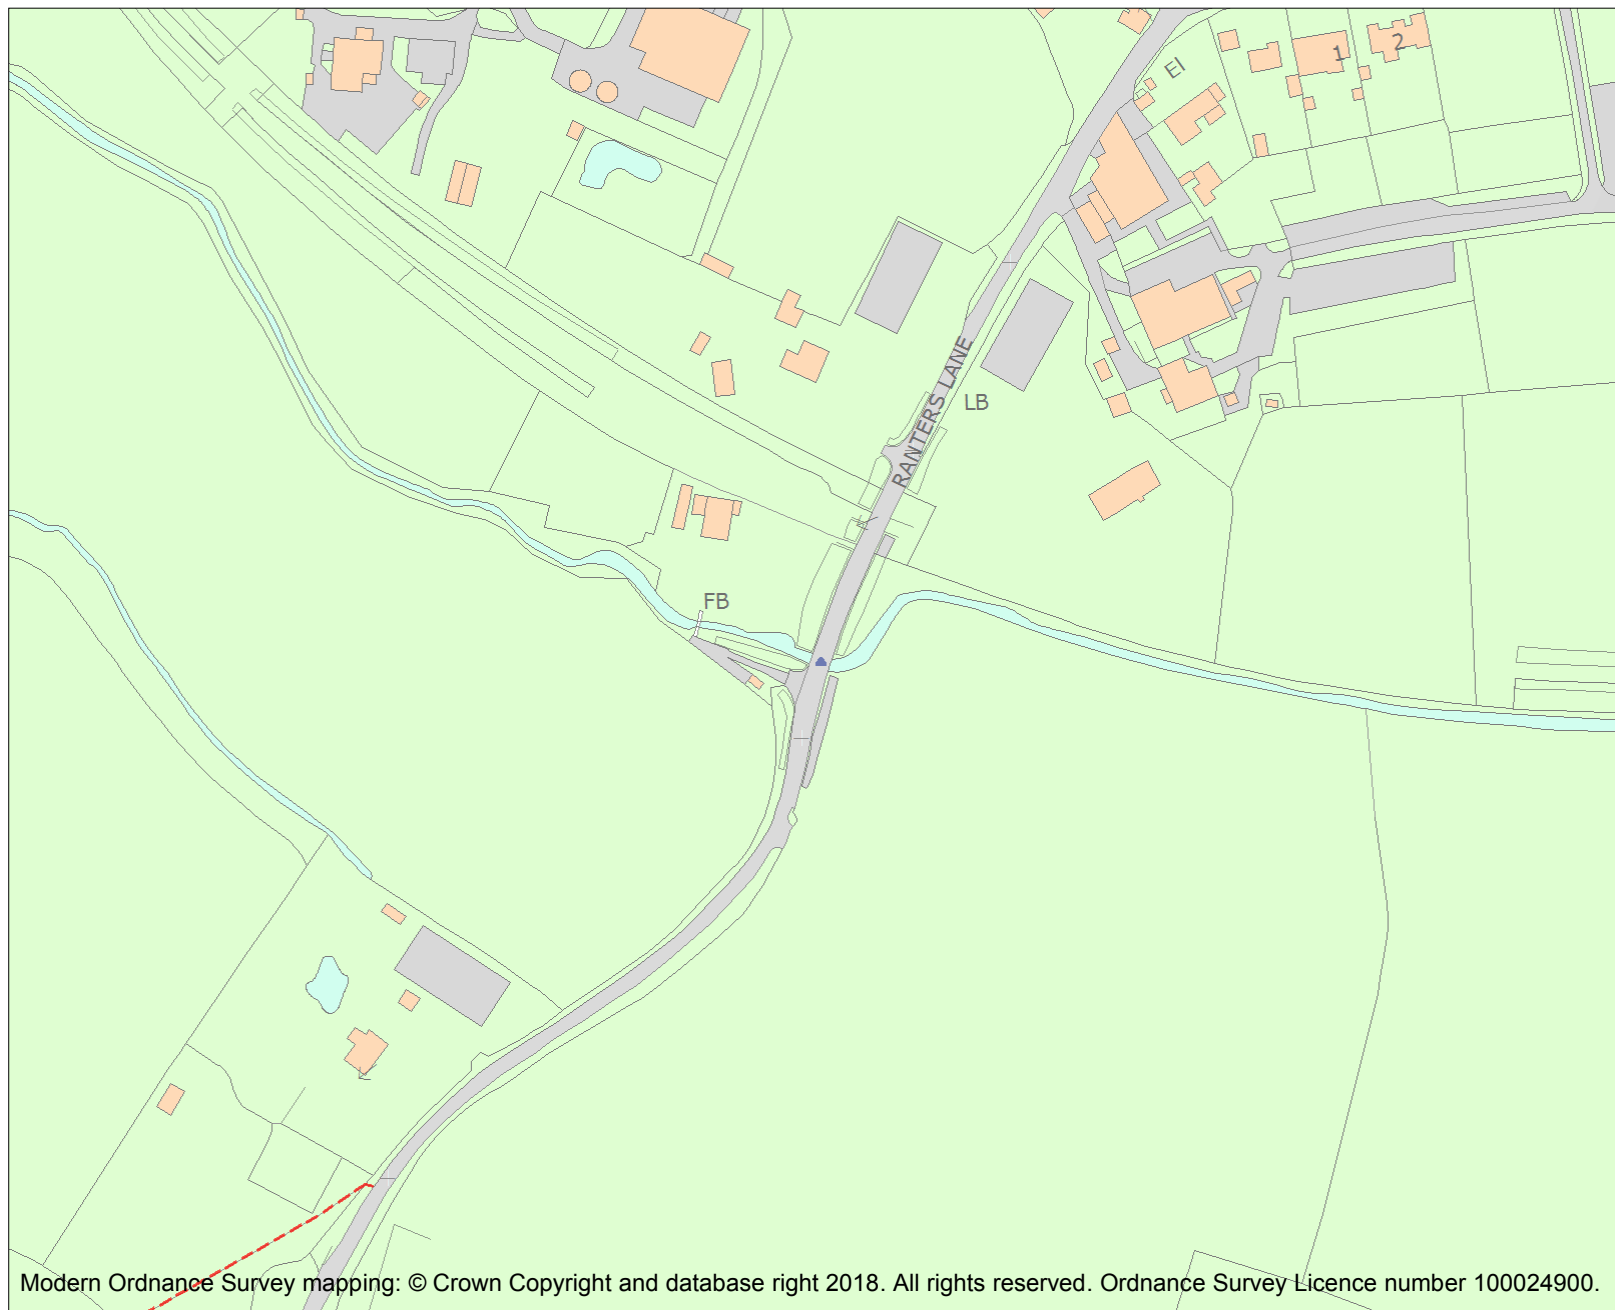 1
2
El
RANTERS LANE
LB
FB
Modern Ordnance Survey mapping: © Crown Copyright and database right 2018. All rights reserved. Ordnance Survey Licence number 100024900.